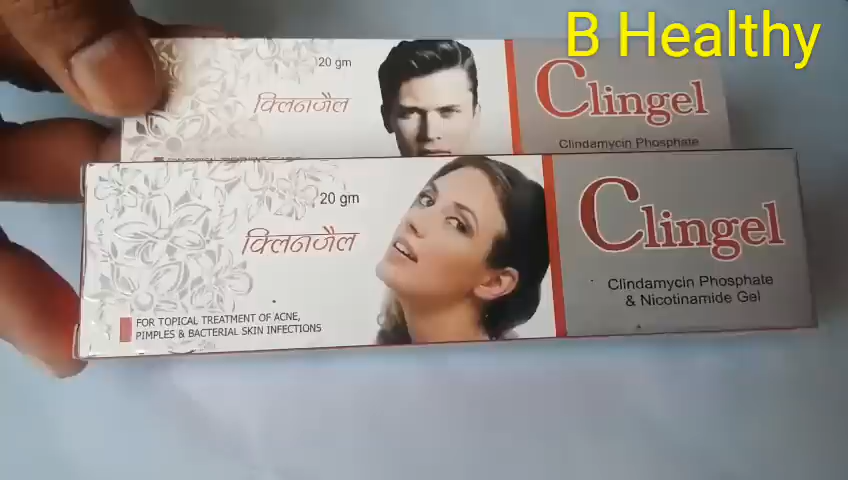 B Healthy
20 gm
क्लिनजैल
Clingel
Clindamycin Phosphate
20 gm
क्लिनजैल
Clingel
Clindamycin Phosphate
& Nicotinamide Gel
FOR TOPICAL TREATMENT OF ACNE,
PIMPLES & BACTERIAL SKIN INFECTIONS